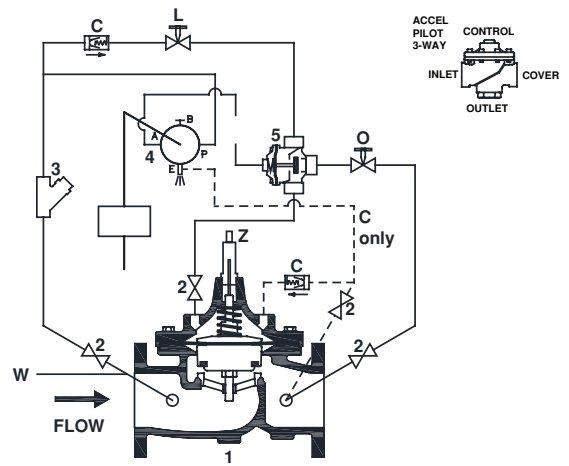 L
C
ACCEL
PILOT
3-WAY
CONTROL
INLET
COVER
OUTLET
B
A
4
P
E
5
O
3
C
only
Z
C
2
2
2
2
W
FLOW
1